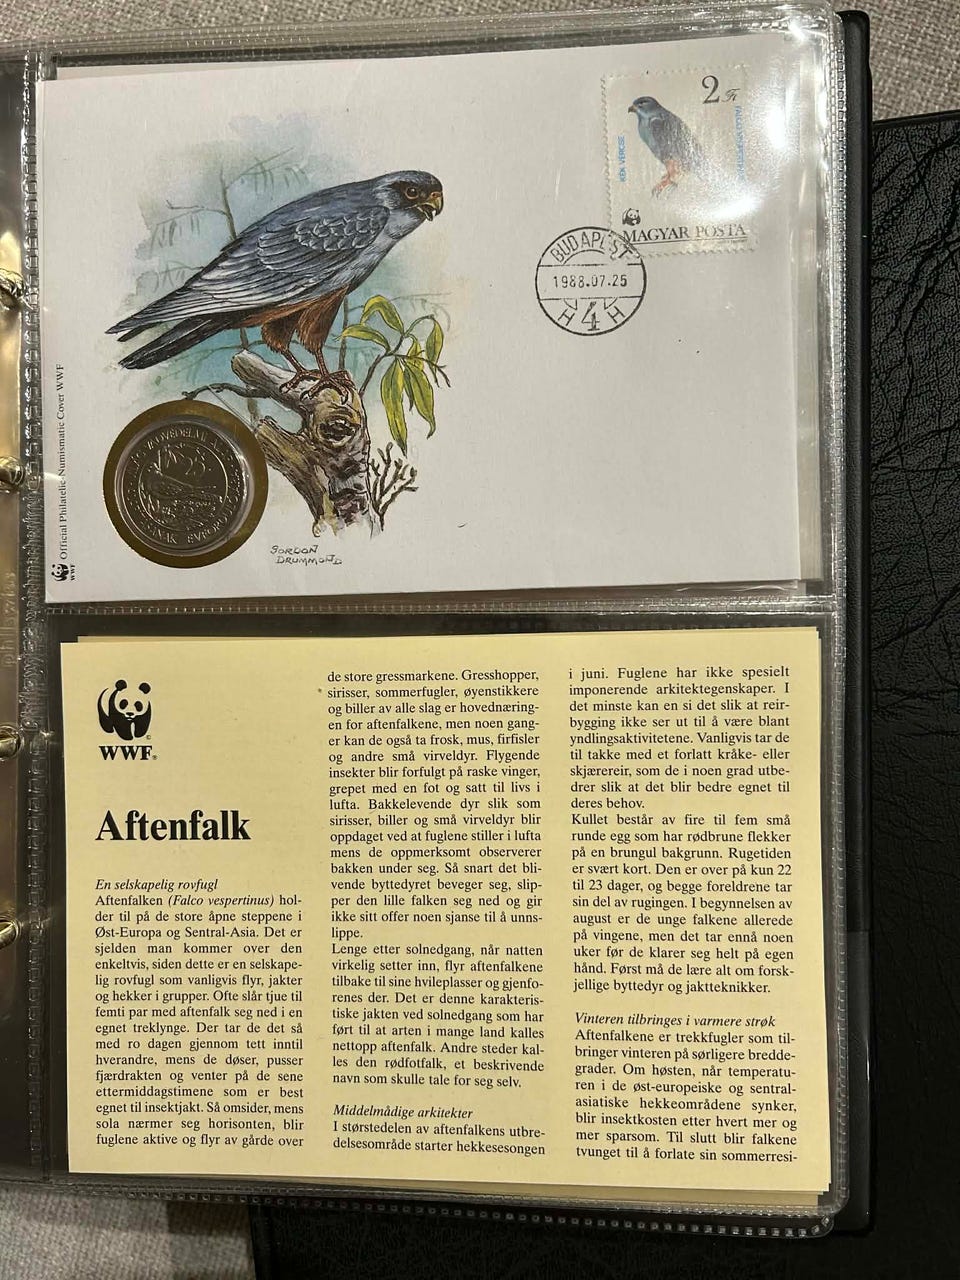 2 Ft
KÉK VÉRCSE
MAGYAR POSTA
BUDAPEST
1988.07.25
H 4 H
Official Philatelic-Numismatic Cover WWF
WWF
GORDON
DRUMMOND
WWF
Aftenfalk
En selskapelig rovfugl
Aftenfalken (Falco vespertinus) hol-
der til på de store åpne steppene i
Øst-Europa og Sentral-Asia. Det er
sjelden man kommer over den
enkeltvis, siden dette er en selskape-
lig rovfugl som vanligvis flyr, jakter
og hekker i grupper. Ofte slår tjue til
femti par med aftenfalk seg ned i en
egnet treklynge. Der tar de det så
med ro dagen gjennom tett inntil
hverandre, mens de døser, pusser
fjærdrakten og venter på de sene
ettermiddagstimene som er best
egnet til insektjakt. Så omsider, mens
sola nærmer seg horisonten, blir
fuglene aktive og flyr av gårde over
de store gressmarkene. Gresshopper,
sirisser, sommerfugler, øyenstikkere
og biller av alle slag er hovednæring-
en for aftenfalkene, men noen gang-
er kan de også ta frosk, mus, firfisler
og andre små virveldyr. Flygende
insekter blir forfulgt på raske vinger,
grepet med en fot og satt til livs i
lufta. Bakkelevende dyr slik som
sirisser, biller og små virveldyr blir
oppdaget ved at fuglene stiller i lufta
mens de oppmerksomt observerer
bakken under seg. Så snart det bli-
vende byttedyret beveger seg, slip-
per den lille falken seg ned og gir
ikke sitt offer noen sjanse til å unns-
lippe.
Lenge etter solnedgang, når natten
virkelig setter inn, flyr aftenfalkene
tilbake til sine hvileplasser og gjenfo-
renes der. Det er denne karakteris-
tiske jakten ved solnedgang som har
ført til at arten i mange land kalles
nettopp aftenfalk. Andre steder kal-
les den rødfotfalk, et beskrivende
navn som skulle tale for seg selv.
Middelmådige arkitekter
I størstedelen av aftenfalkens utbre-
delsesområde starter hekkesesongen
i juni. Fuglene har ikke spesielt
imponerende arkitektegenskaper. I
det minste kan en si det slik at reir-
bygging ikke ser ut til å være blant
yndlingsaktivitetene. Vanligvis tar de
til takke med et forlatt kråke- eller
skjærereir, som de i noen grad utbe-
drer slik at det blir bedre egnet til
deres behov.
Kullet består av fire til fem små
runde egg som har rødbrune flekker
på en brungul bakgrunn. Rugetiden
er svært kort. Den er over på kun 22
til 23 dager, og begge foreldrene tar
sin del av rugingen. I begynnelsen av
august er de unge falkene allerede
på vingene, men det tar ennå noen
uker før de klarer seg helt på egen
hånd. Først må de lære alt om forsk-
jellige byttedyr og jaktteknikker.
Vinteren tilbringes i varmere strøk
Aftenfalkene er trekkfugler som til-
bringer vinteren på sørligere bredde-
grader. Om høsten, når temperatu-
ren i de øst-europeiske og sentral-
asiatiske hekkeområdene synker,
blir insektkosten etter hvert mer og
mer sparsom. Til slutt blir falkene
tvunget til å forlate sin sommerresi-